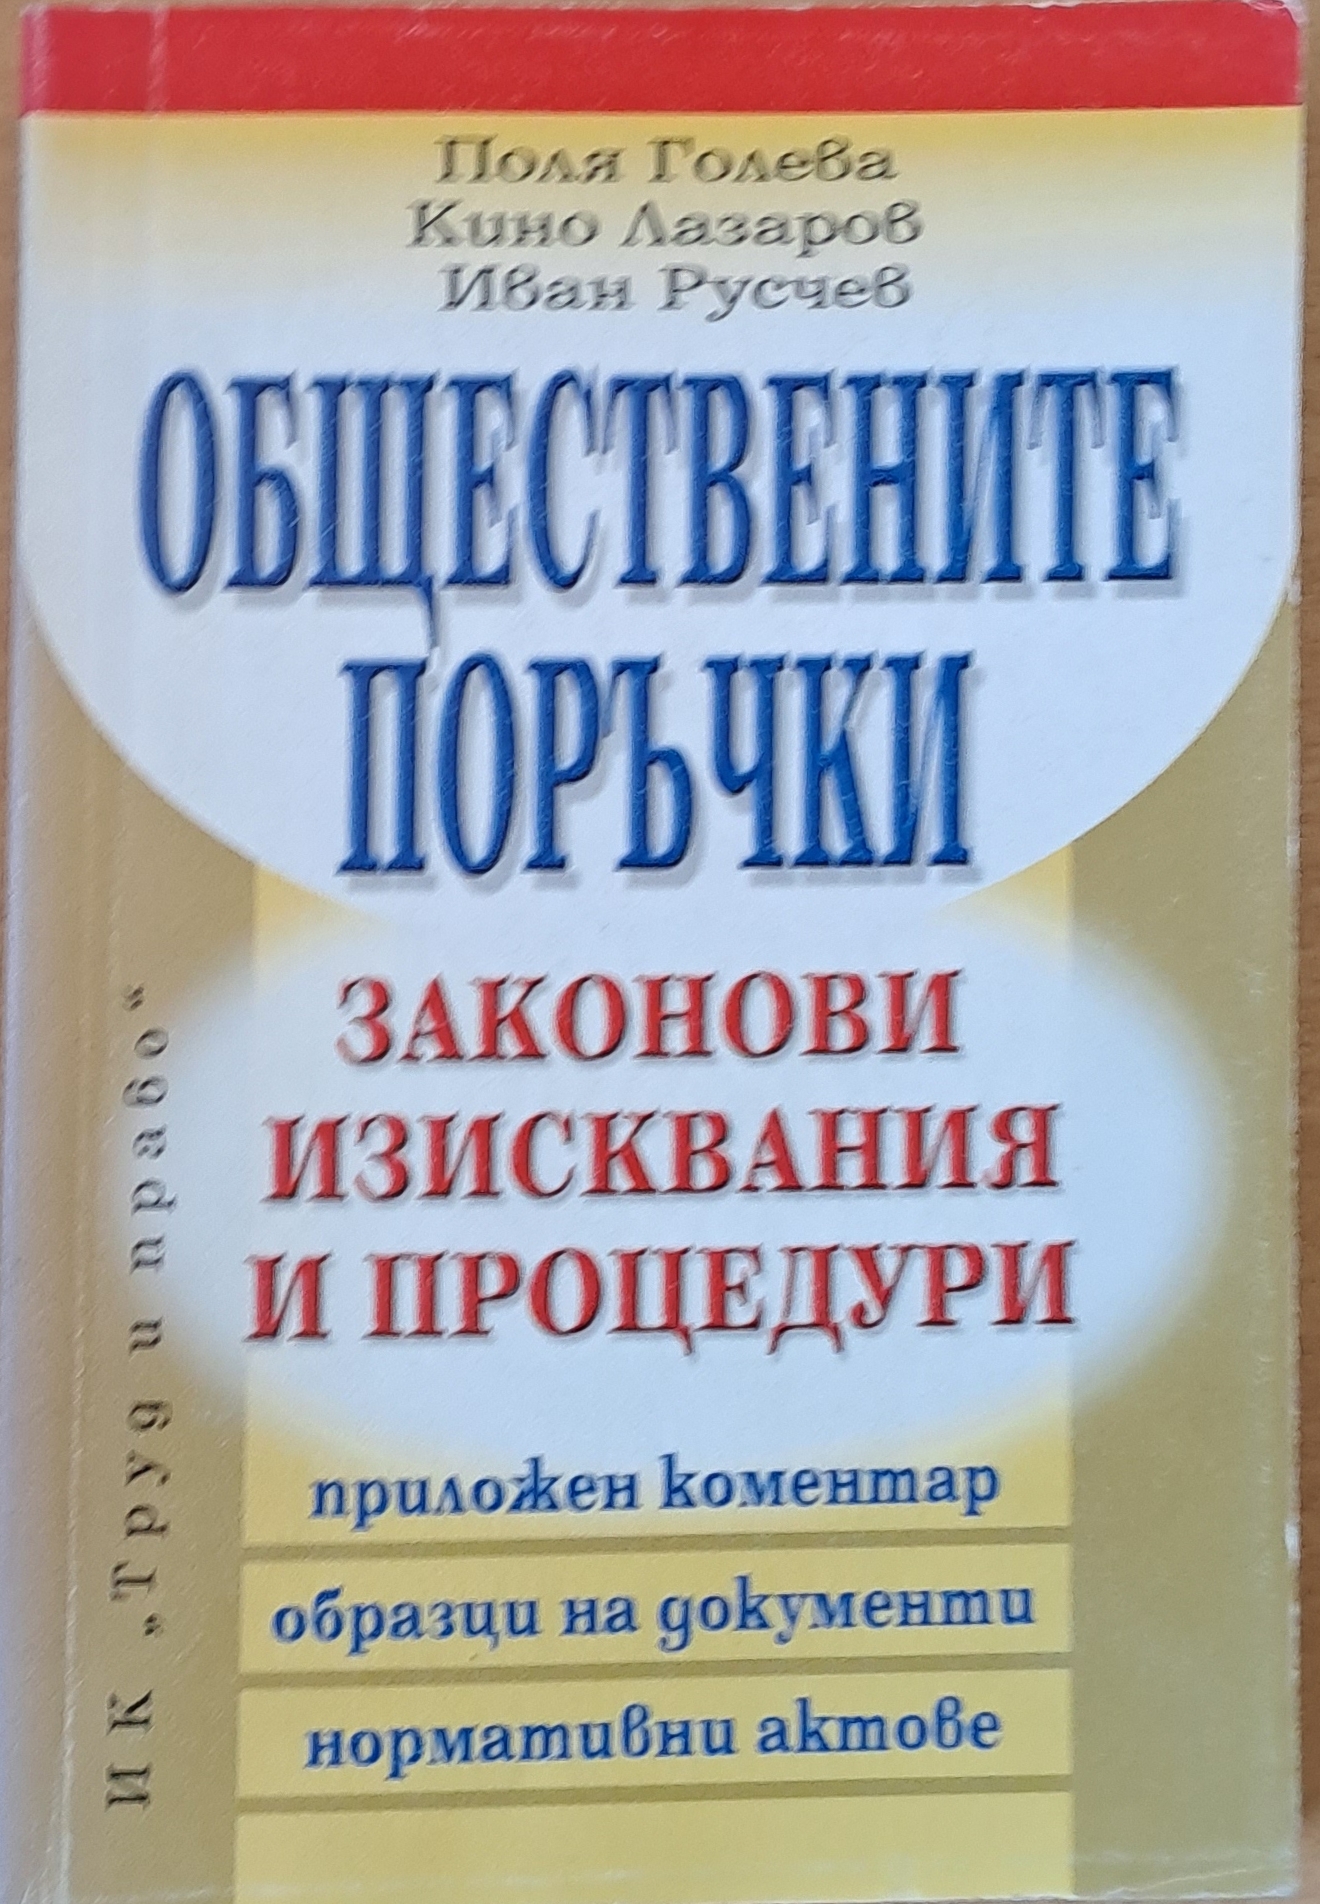 Поля Голева
Кино Лазаров
Иван Русчев
ОБЩЕСТВЕНИТЕ
ПОРЪЧКИ
ЗАКОНОВИ
ИЗИСКВАНИЯ
И ПРОЦЕДУРИ
приложен коментар
образци на документи
нормативни актове
ИК „Труд и право“